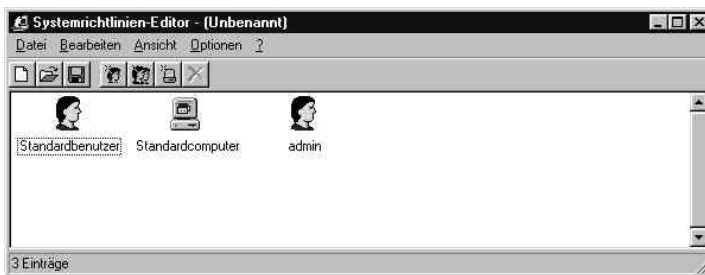 Systemrichtlinien-Editor - (Unbenannt)
Datei Bearbeiten Ansicht Optionen ?
Standardbenutzer Standardcomputer admin
3 Einträge